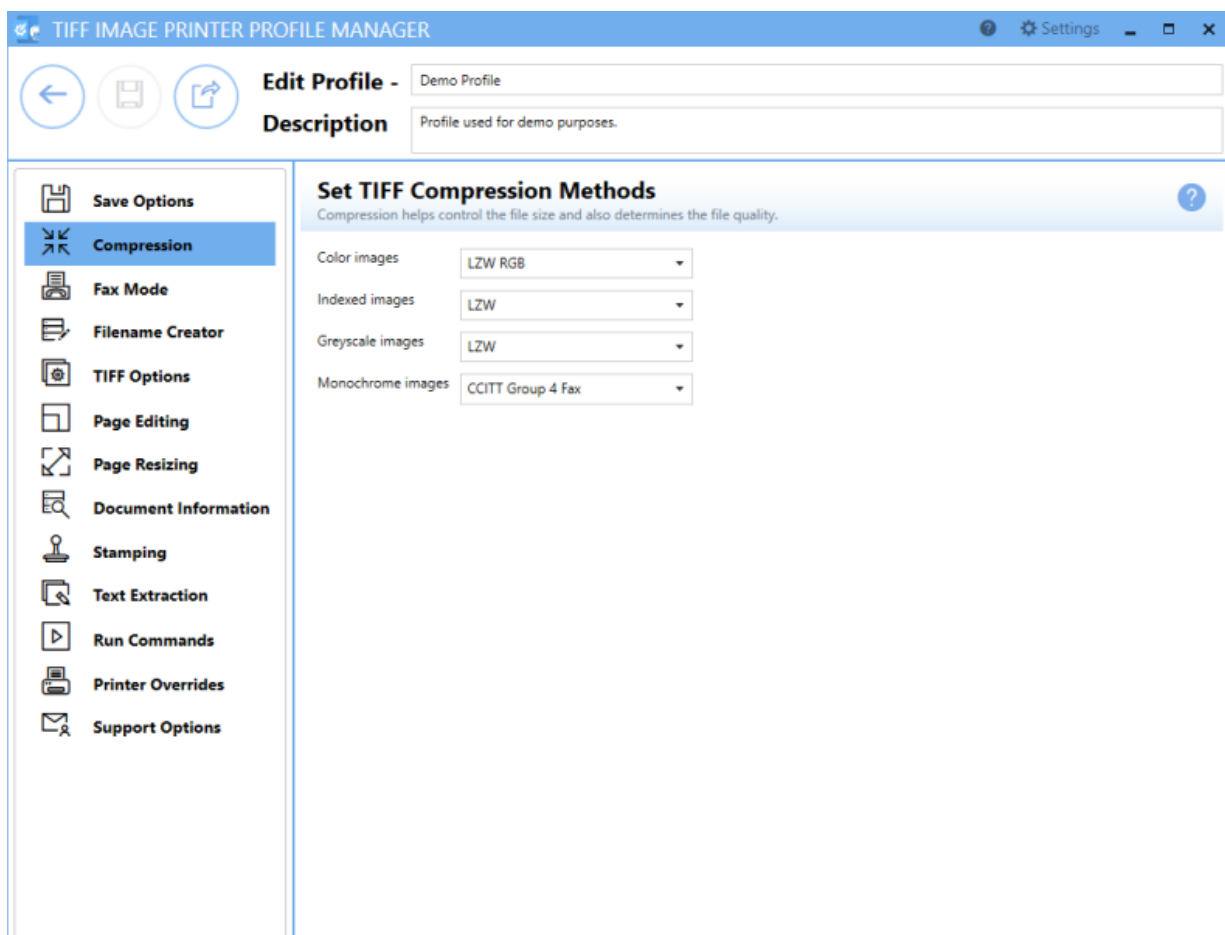 TIFF IMAGE PRINTER PROFILE MANAGER
Settings
Edit Profile - Demo Profile
Description Profile used for demo purposes.
Save Options
Compression
Fax Mode
Filename Creator
TIFF Options
Page Editing
Page Resizing
Document Information
Stamping
Text Extraction
Run Commands
Printer Overrides
Support Options
Set TIFF Compression Methods
Compression helps control the file size and also determines the file quality.
Color images LZW RGB
Indexed images LZW
Greyscale images LZW
Monochrome images CCITT Group 4 Fax